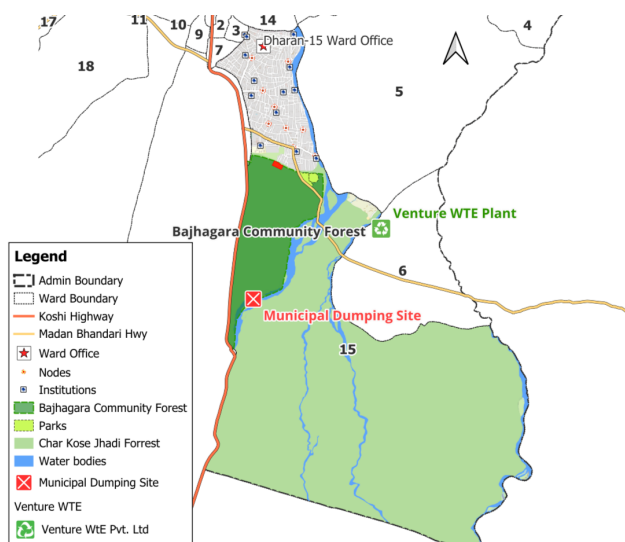 17
11
10
2
3
14
4
9
7
18
Dharan-15 Ward Office
5
Venture WTE Plant
Bajhagara Community Forest
6
Municipal Dumping Site
15
Legend
Admin Boundary
Ward Boundary
Koshi Highway
Madan Bhandari Hwy
Ward Office
Nodes
Institutions
Bajhagara Community Forest
Parks
Char Kose Jhadi Forrest
Water bodies
Municipal Dumping Site
Venture WTE
Venture WtE Pvt. Ltd